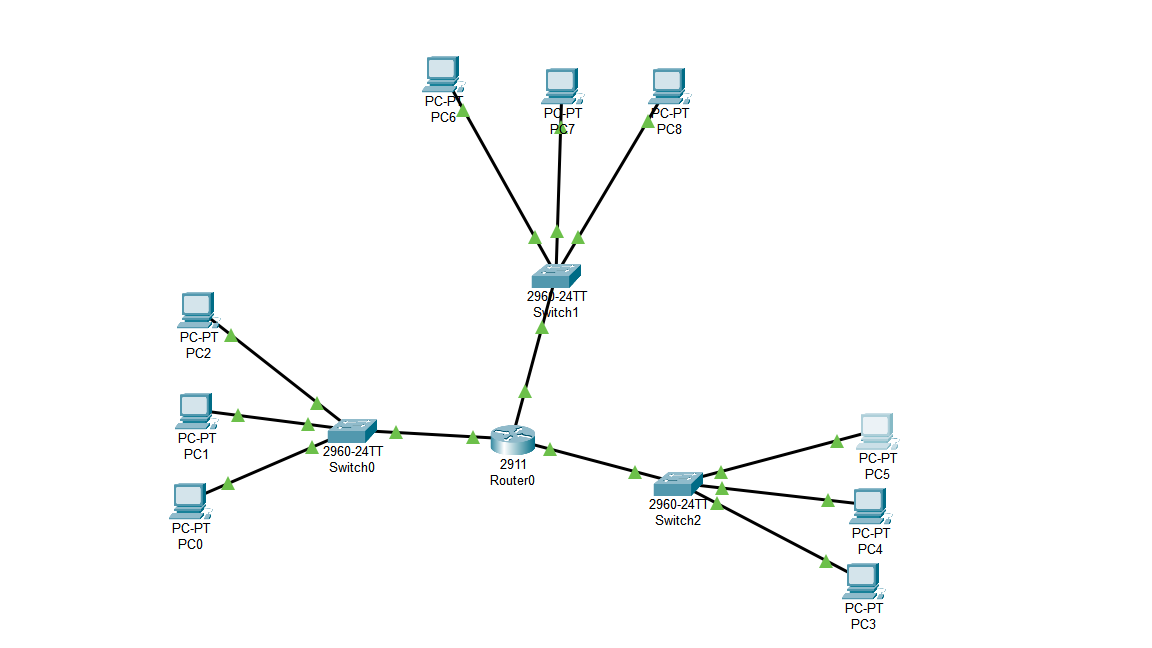 PC-PT
PC6
PC-PT
PC7
PC-PT
PC8
2960-24TT
Switch1
PC-PT
PC2
PC-PT
PC1
PC-PT
PC0
2960-24TT
Switch0
2911
Router0
2960-24TT
Switch2
PC-PT
PC5
PC-PT
PC4
PC-PT
PC3